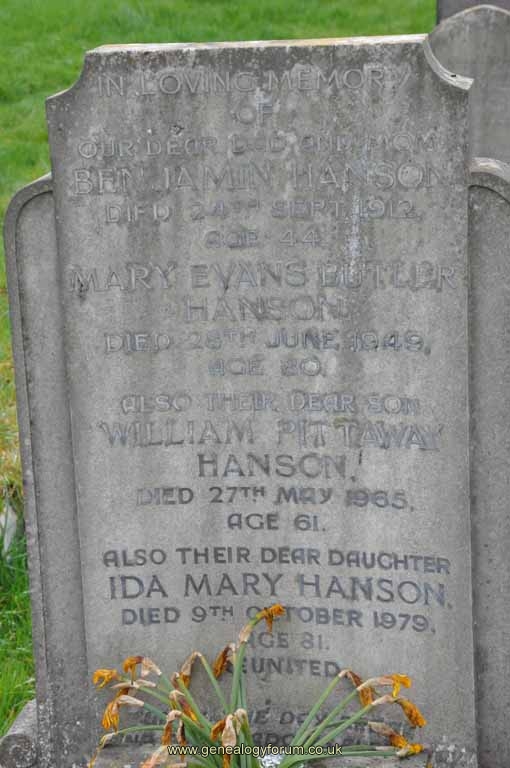 IN LOVING MEMORY
OF
OUR DEAR DAD AND MOM
BENJAMIN HANSON
DIED 24TH SEPT. 1912.
AGE 44.
MARY EVANS BUTLER
HANSON,
DIED 28TH JUNE, 1949,
AGE 80.
ALSO THEIR DEAR SON
WILLIAM PITTAWAY
HANSON,
DIED 27TH MAY 1965,
AGE 61.
ALSO THEIR DEAR DAUGHTER
IDA MARY HANSON.
DIED 9TH OCTOBER 1979,
AGE 81.
REUNITED.
www.genealogyforum.co.uk